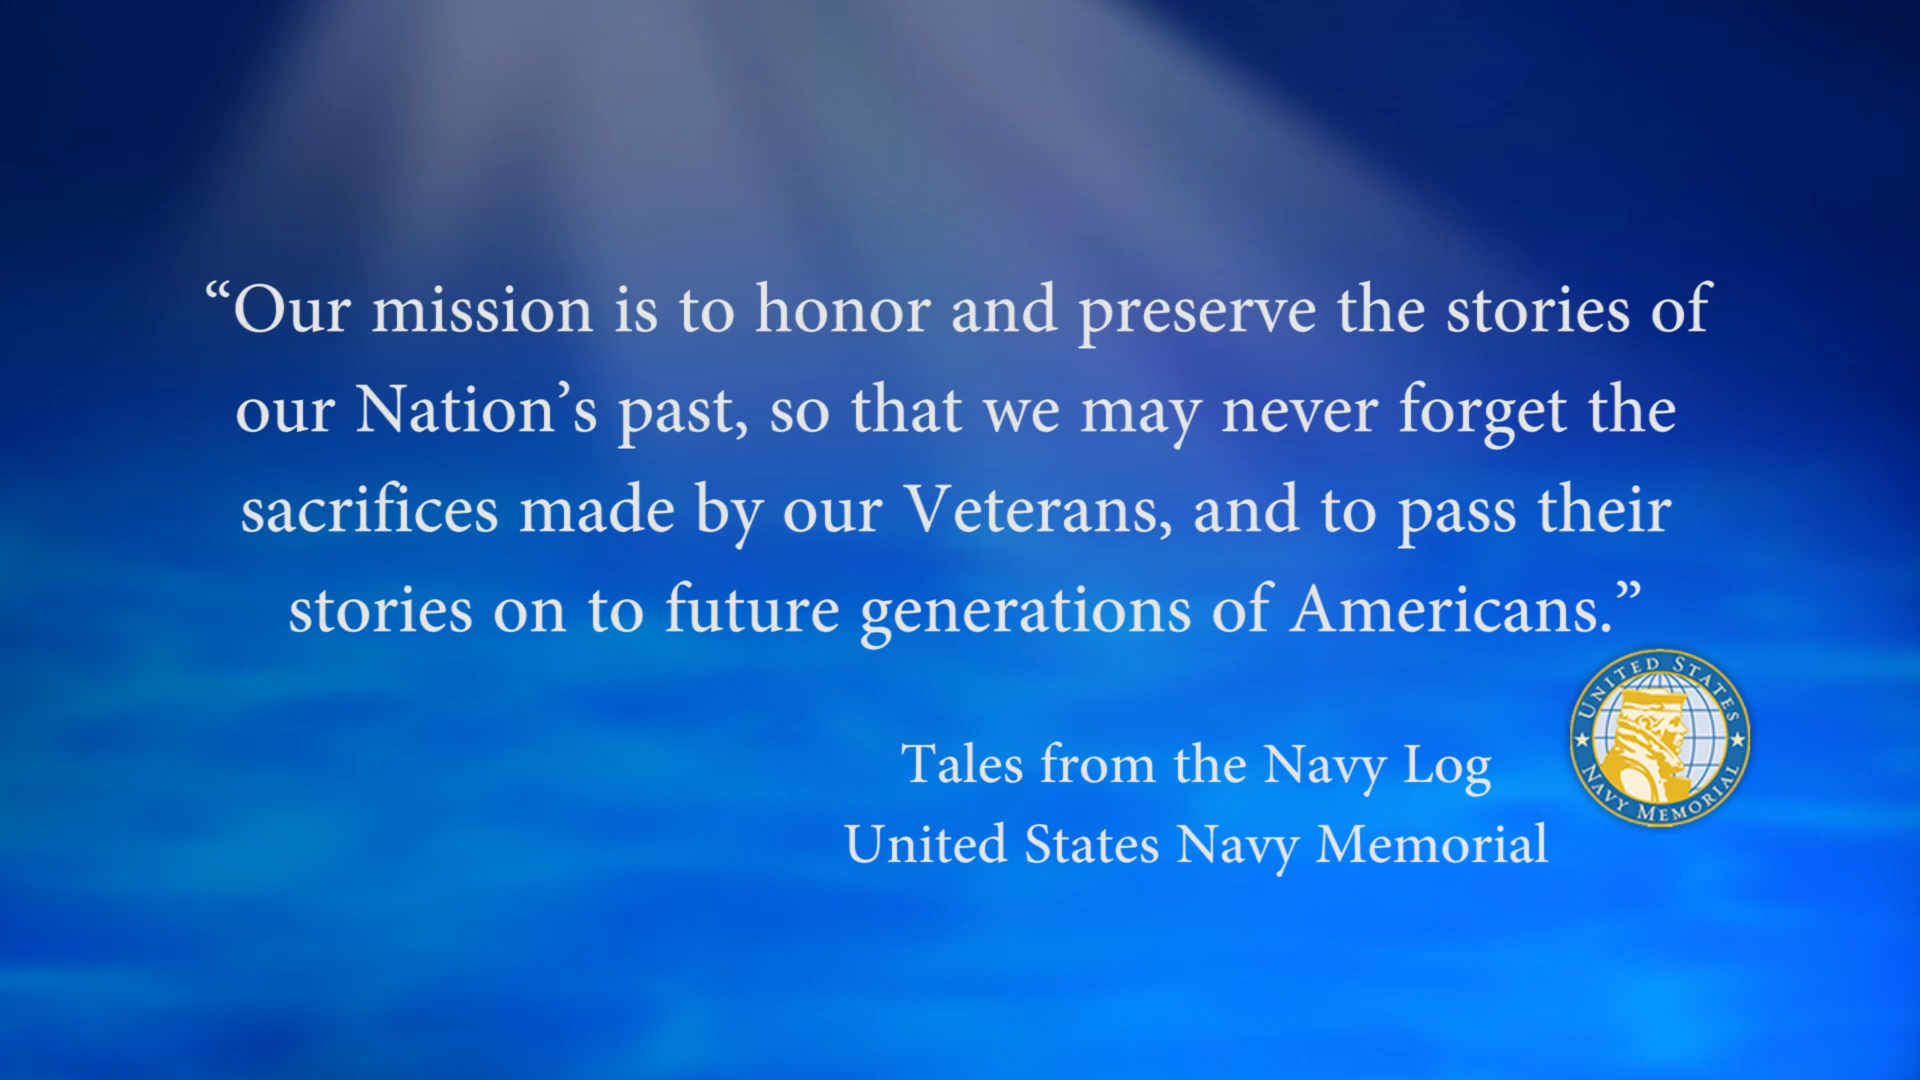 “Our mission is to honor and preserve the stories of
our Nation’s past, so that we may never forget the
sacrifices made by our Veterans, and to pass their
stories on to future generations of Americans.”
Tales from the Navy Log
United States Navy Memorial
UNITED STATES
NAVY MEMORIAL